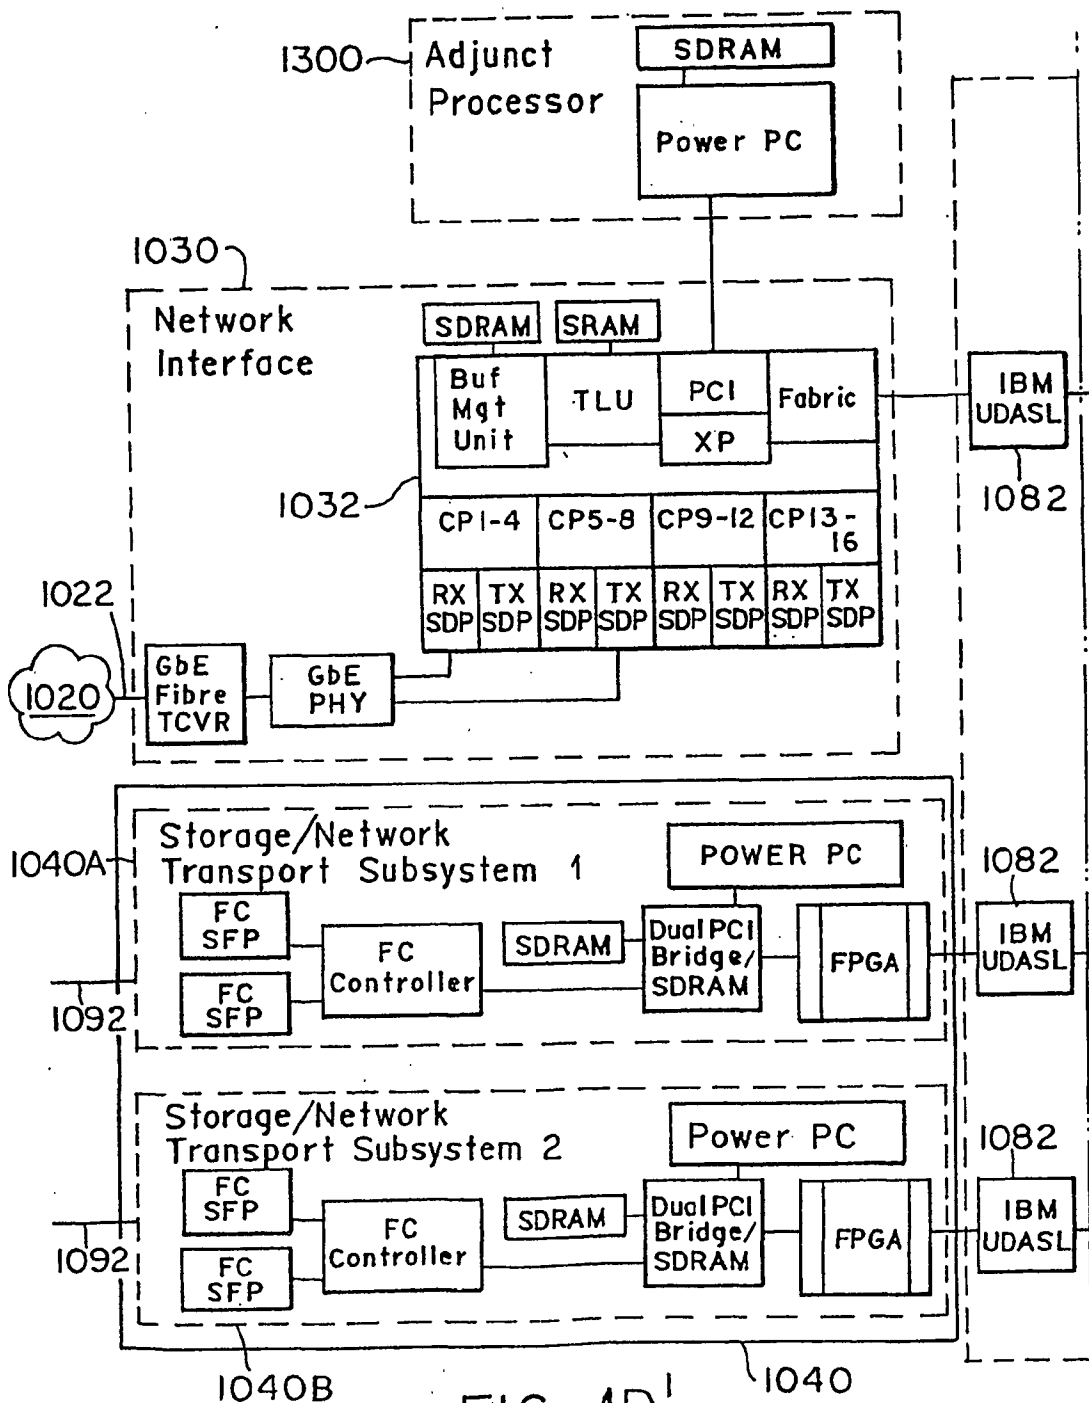 1300
Adjunct
Processor
SDRAM
Power PC
1030
Network
Interface
SDRAM
SRAM
Buf
Mgt
Unit
TLU
PCI
XP
Fabric
IBM
UDASL
1082
1032
CP1-4
CP5-8
CP9-12
CP13-
16
RX
SDP
TX
SDP
RX
SDP
TX
SDP
RX
SDP
TX
SDP
RX
SDP
TX
SDP
1022
1020
GbE
Fibre
TCVR
GbE
PHY
1040A
Storage/Network
Transport Subsystem 1
POWER PC
1082
FC
SFP
FC
SFP
FC
Controller
SDRAM
Dual PCI
Bridge/
SDRAM
FPGA
IBM
UDASL
1092
Storage/Network
Transport Subsystem 2
Power PC
1082
FC
SFP
FC
SFP
FC
Controller
SDRAM
Dual PCI
Bridge/
SDRAM
FPGA
IBM
UDASL
1092
1040B
1040